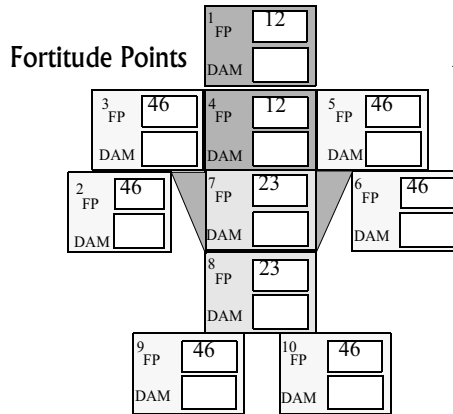 1
FP 12
Fortitude Points
DAM
3 FP 46
4 FP 12
5 FP 46
DAM
DAM
DAM
2 FP 46
7 FP 23
6 FP 46
DAM
DAM
DAM
8 FP 23
DAM
9 FP 46
10 FP 46
DAM
DAM